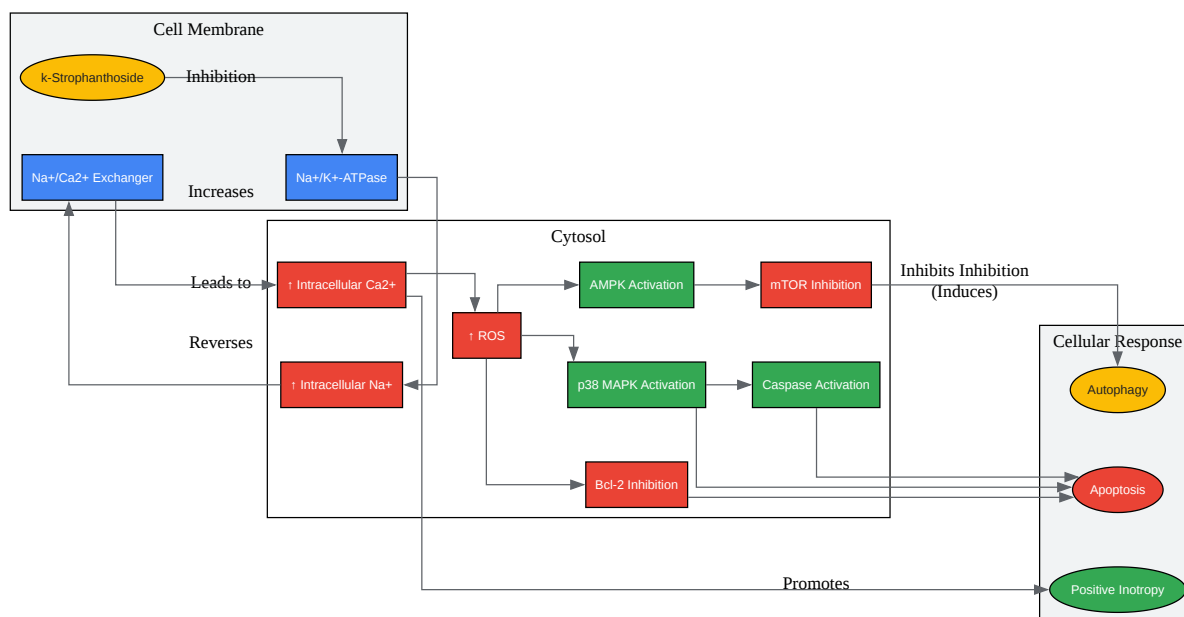 Cell Membrane
k-Strophanthoside
Inhibition
Na+/Ca2+ Exchanger
Increases
Na+/K+-ATPase
Cytosol
Leads to
↑ Intracellular Ca2+
AMPK Activation
mTOR Inhibition
Inhibits Inhibition
(Induces)
↑ ROS
Reverses
Cellular Response
↑ Intracellular Na+
p38 MAPK Activation
Caspase Activation
Autophagy
Bcl-2 Inhibition
Apoptosis
Promotes
Positive Inotropy